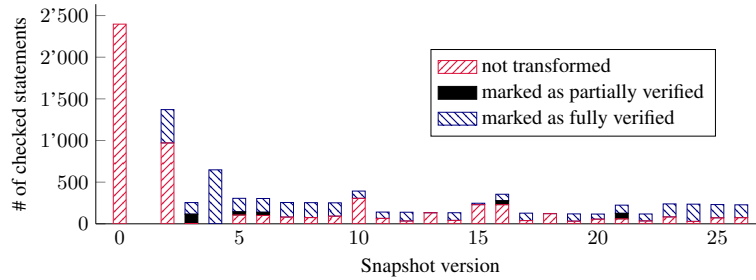 # of checked statements
2'500
2'000
1'500
1'000
500
0
not transformed
marked as partially verified
marked as fully verified
0 5 10 15 20 25
Snapshot version